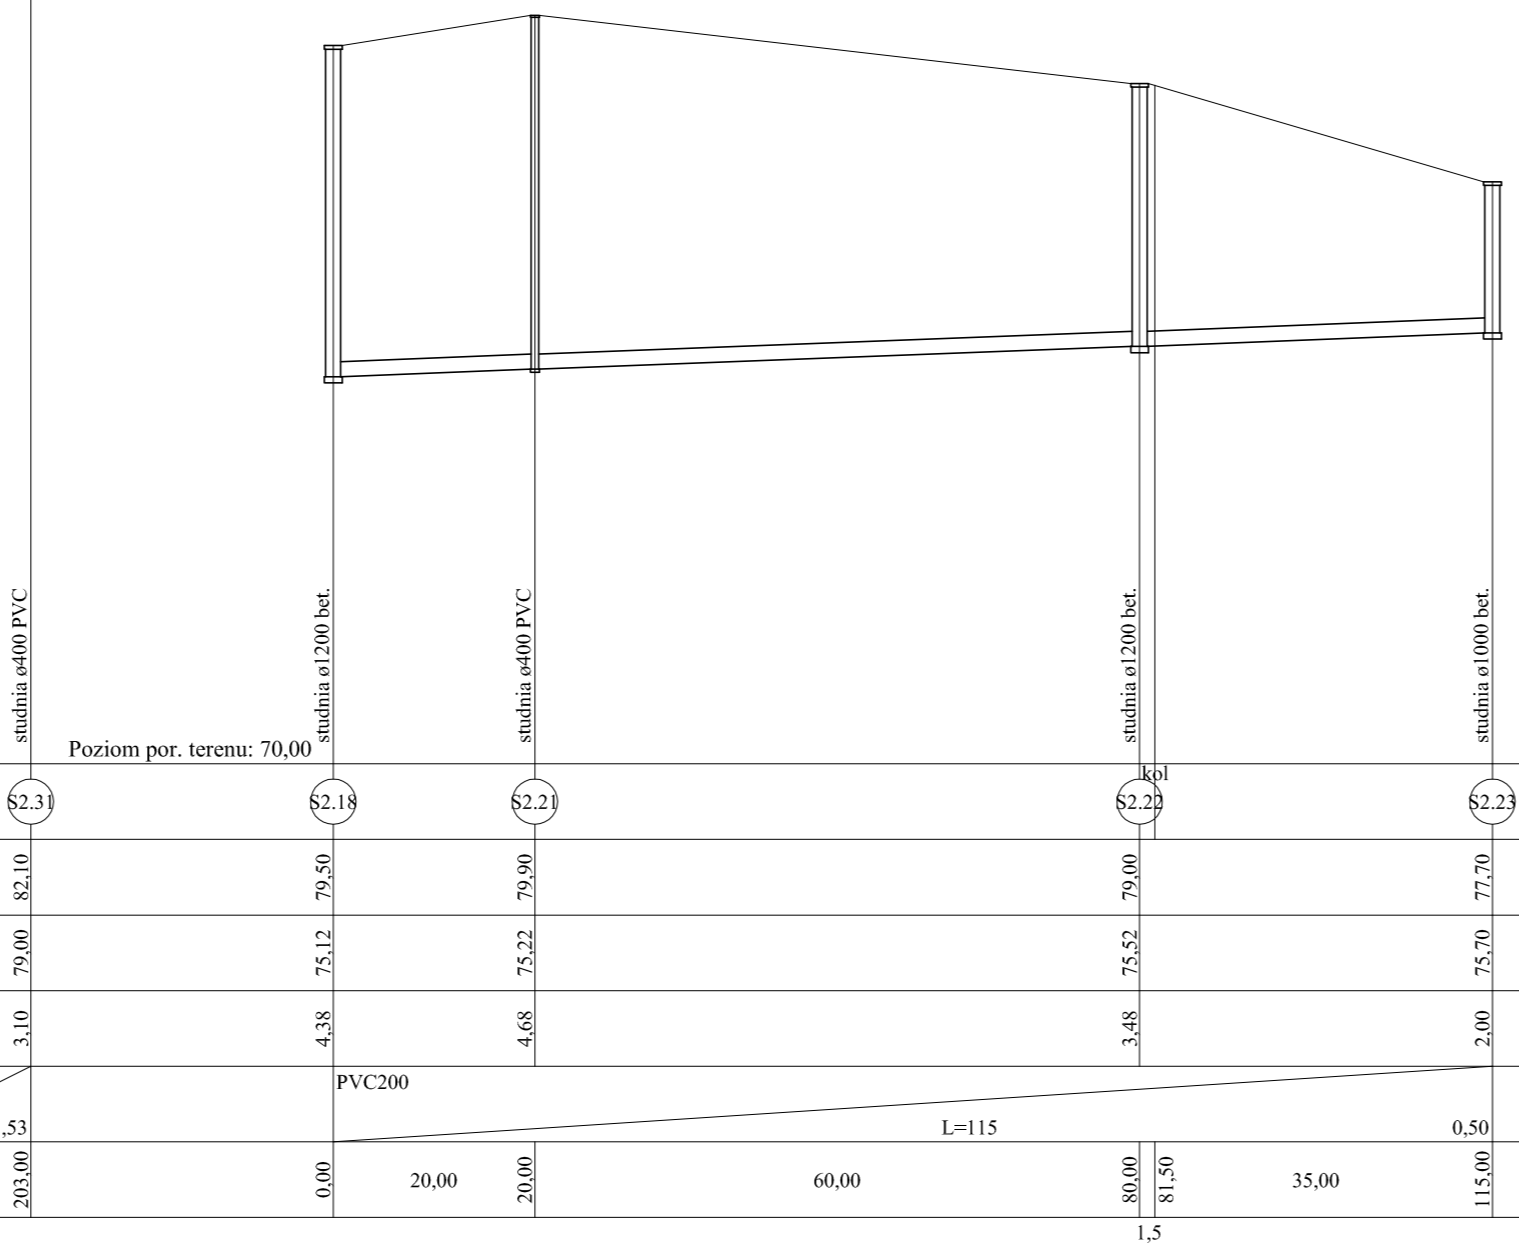 studnia ø400 PVC
studnia ø1200 bet.
studnia ø400 PVC
studnia ø1200 bet.
studnia ø1000 bet.
Poziom por. terenu: 70,00
kol
S2.31 S2.18 S2.21 S2.22 S2.23
82,10 79,50 79,90 79,00 77,70
79,00 75,12 75,22 75,52 75,70
3,10 4,38 4,68 3,48 2,00
PVC200
,53 L=115 0,50
203,00 0,00 20,00 20,00 60,00 80,00 81,50 35,00 115,00
1,5